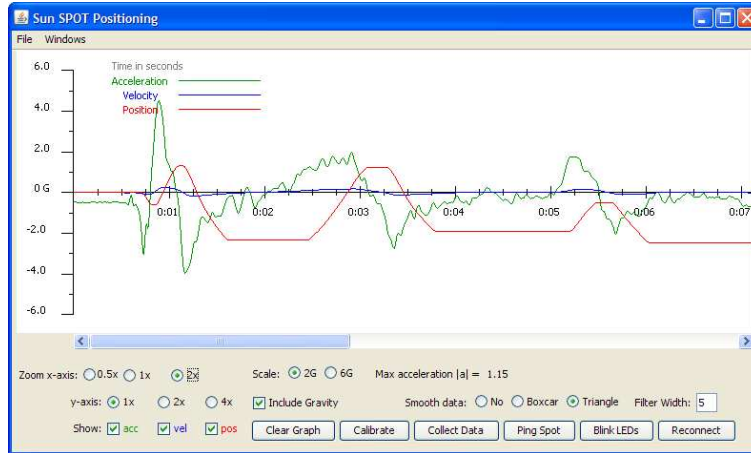 Sun SPOT Positioning
File Windows
6.0
Time in seconds
Acceleration
Velocity
Position
4.0
2.0
0 G
0:01 0:02 0:03 0:04 0:05 0:06 0:07
-2.0
-4.0
-6.0
Zoom x-axis: 0.5x 1x 2x Scale: 2G 6G Max acceleration |a| = 1.15
y-axis: 1x 2x 4x Include Gravity Smooth data: No Boxcar Triangle Filter Width: 5
Show: acc vel pos Clear Graph Calibrate Collect Data Ping Spot Blink LEDs Reconnect